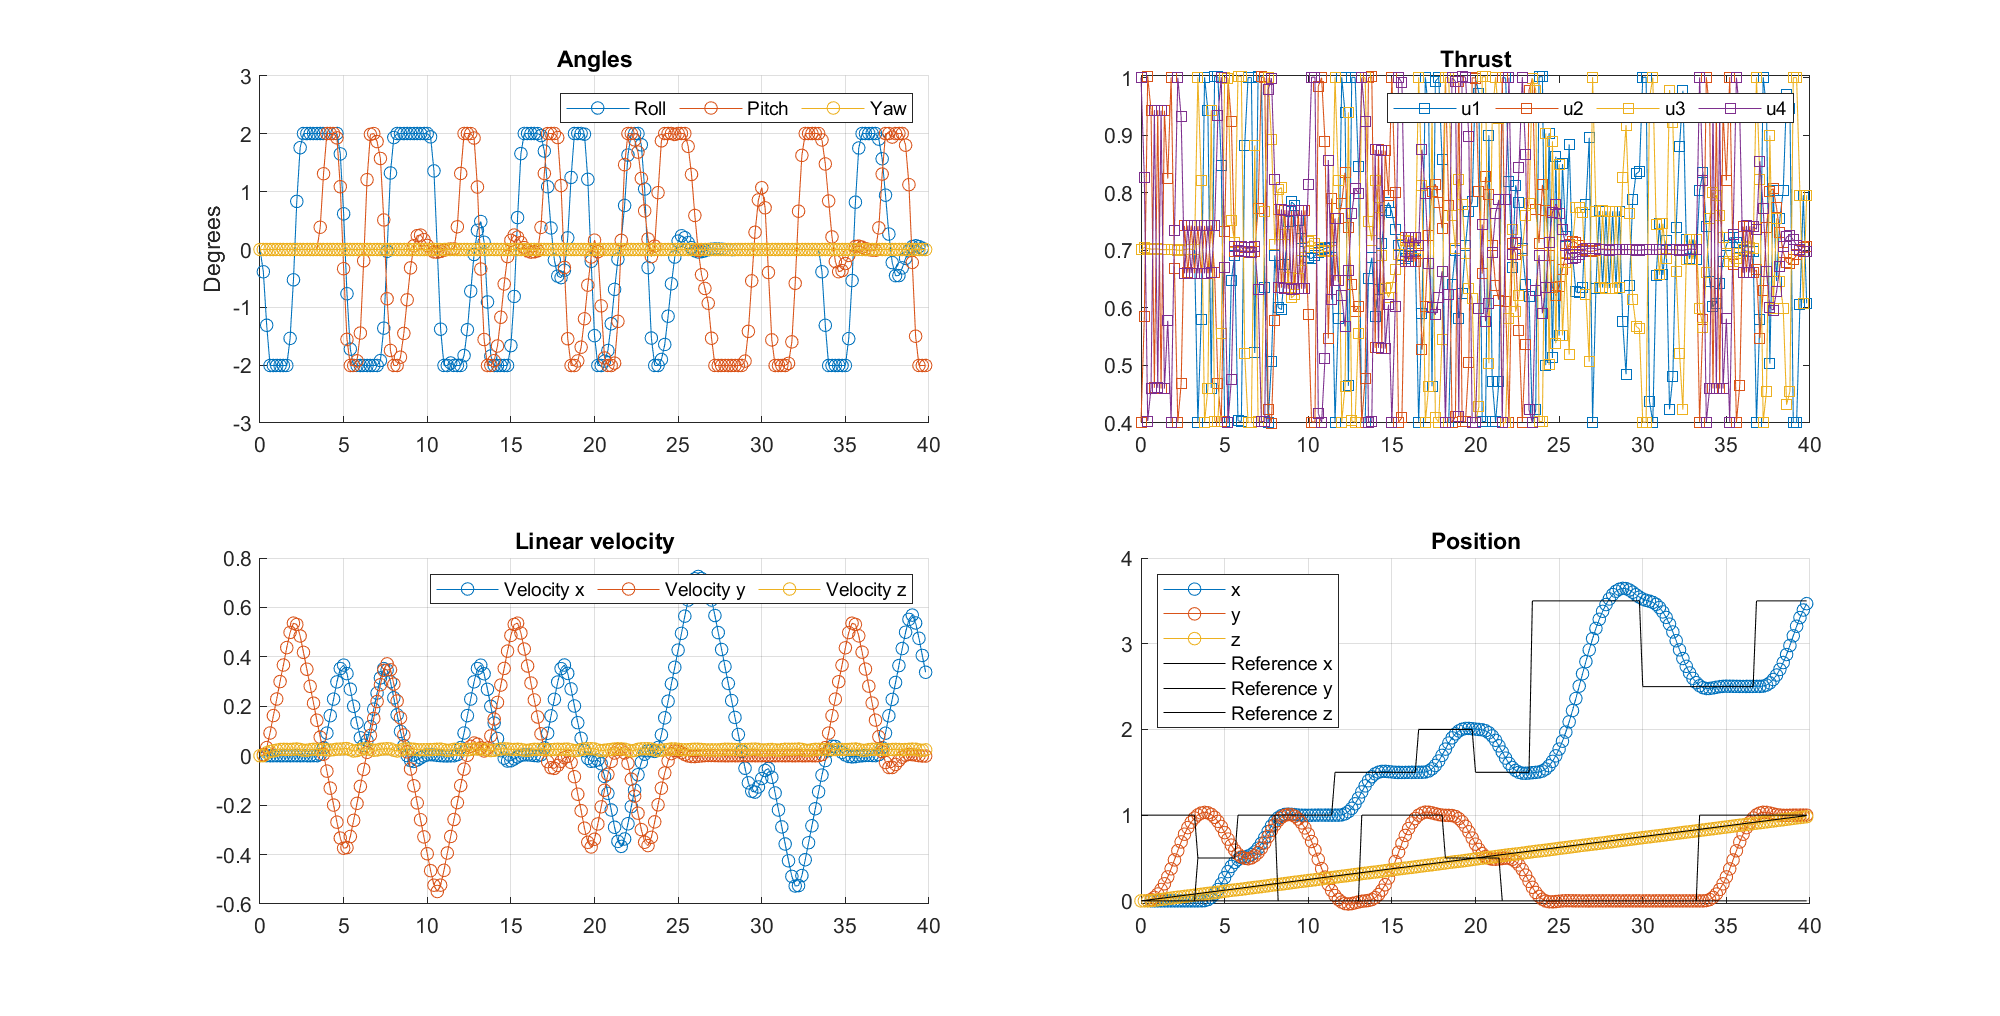 Angles
Degrees
3
2
1
0
-1
-2
-3
0 5 10 15 20 25 30 35 40
Roll Pitch Yaw
Thrust
1
0.9
0.8
0.7
0.6
0.5
0.4
0 5 10 15 20 25 30 35 40
u1 u2 u3 u4
Linear velocity
0.8
0.6
0.4
0.2
0
-0.2
-0.4
-0.6
0 5 10 15 20 25 30 35 40
Velocity x Velocity y Velocity z
Position
4
3
2
1
0
0 5 10 15 20 25 30 35 40
x
y
z
Reference x
Reference y
Reference z